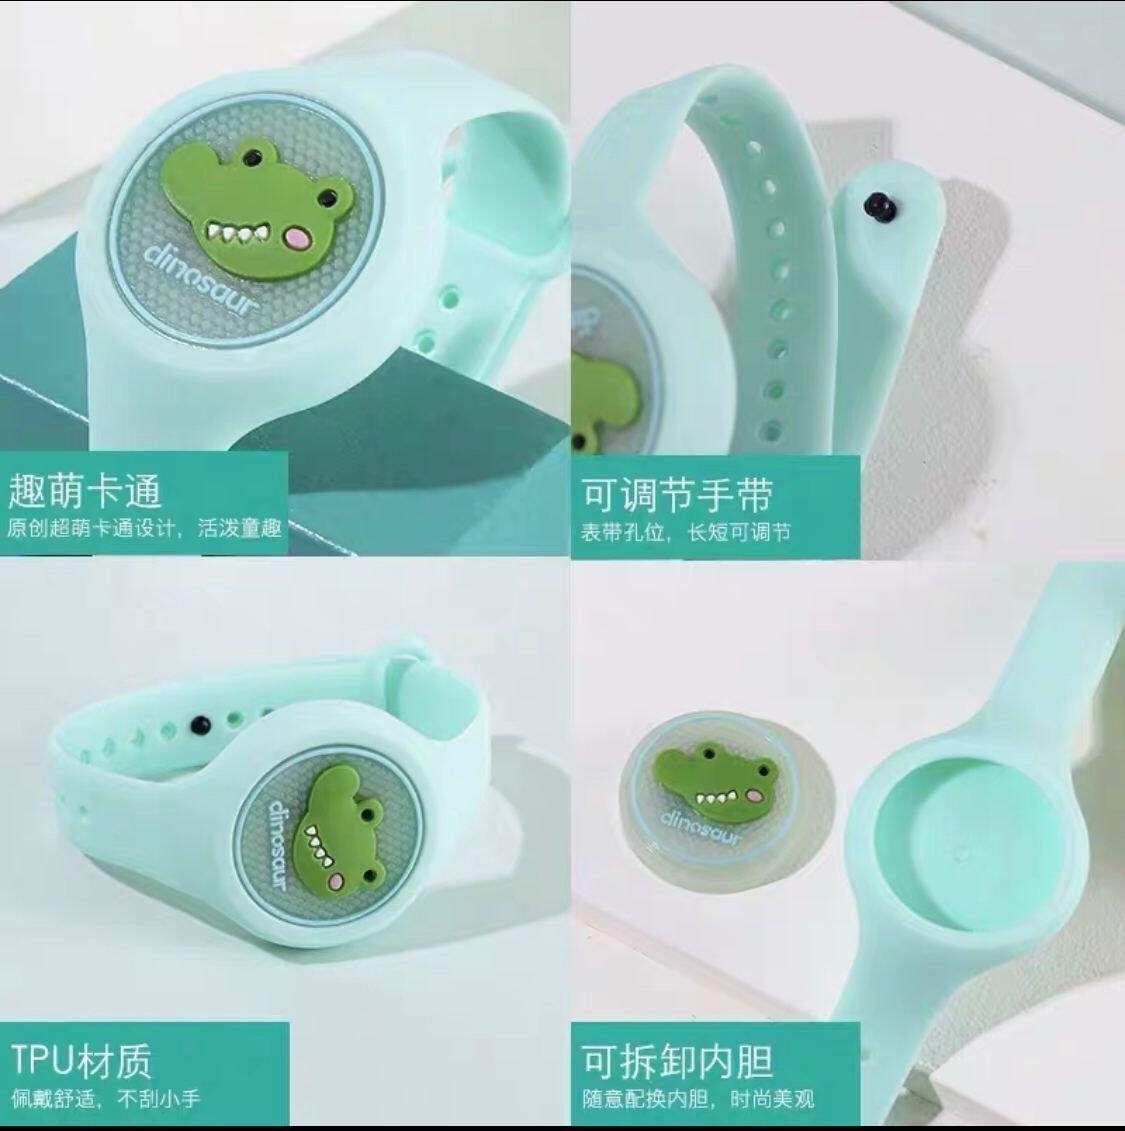 dinosaur
趣萌卡通
原创超萌卡通设计，活泼童趣
可调节手带
表带孔位，长短可调节
dinosaur
TPU材质
佩戴舒适，不刮小手
dinosaur
可拆卸内胆
随意配换内胆，时尚美观